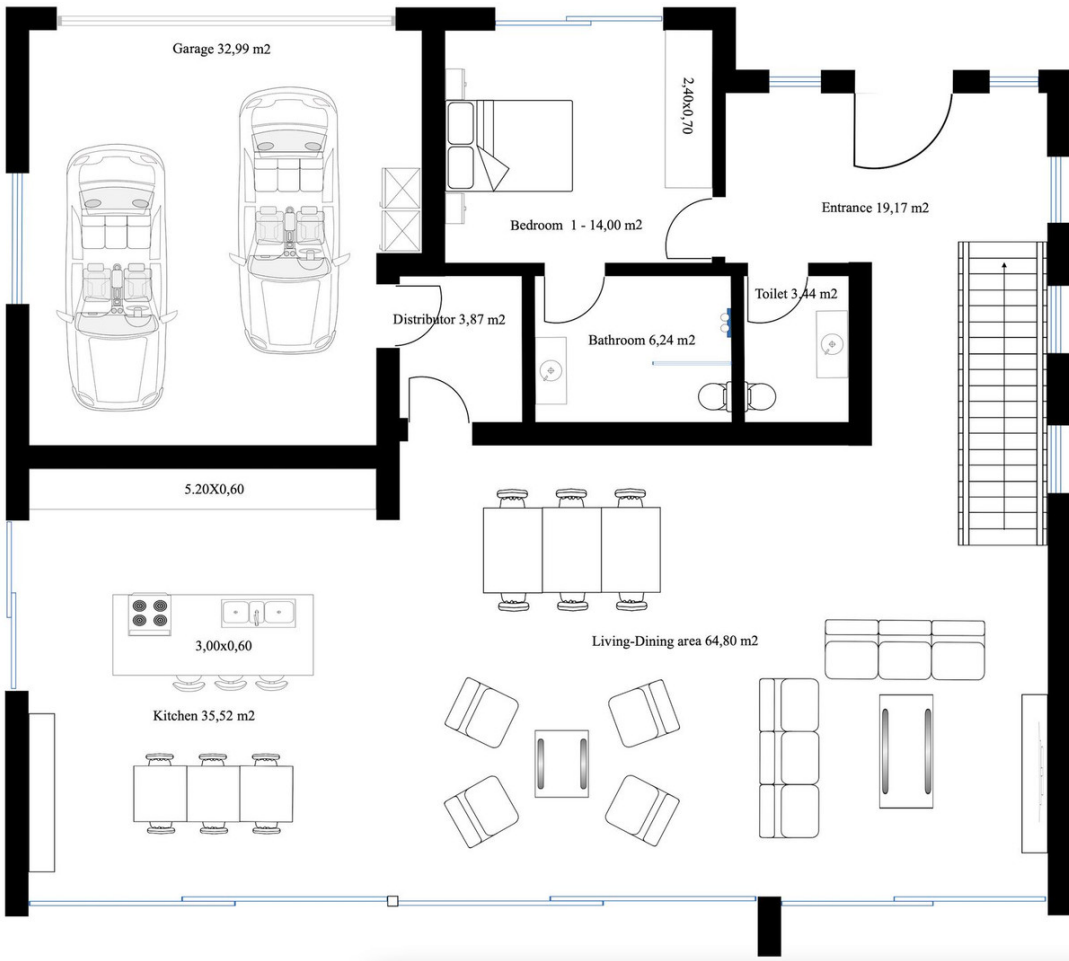 Garage 32,99 m2
2,40x0,70
Bedroom 1 - 14,00 m2
Entrance 19,17 m2
Distributor 3,87 m2
Bathroom 6,24 m2
Toilet 3.44 m2
5.20X0,60
3,00x0,60
Living-Dining area 64,80 m2
Kitchen 35,52 m2